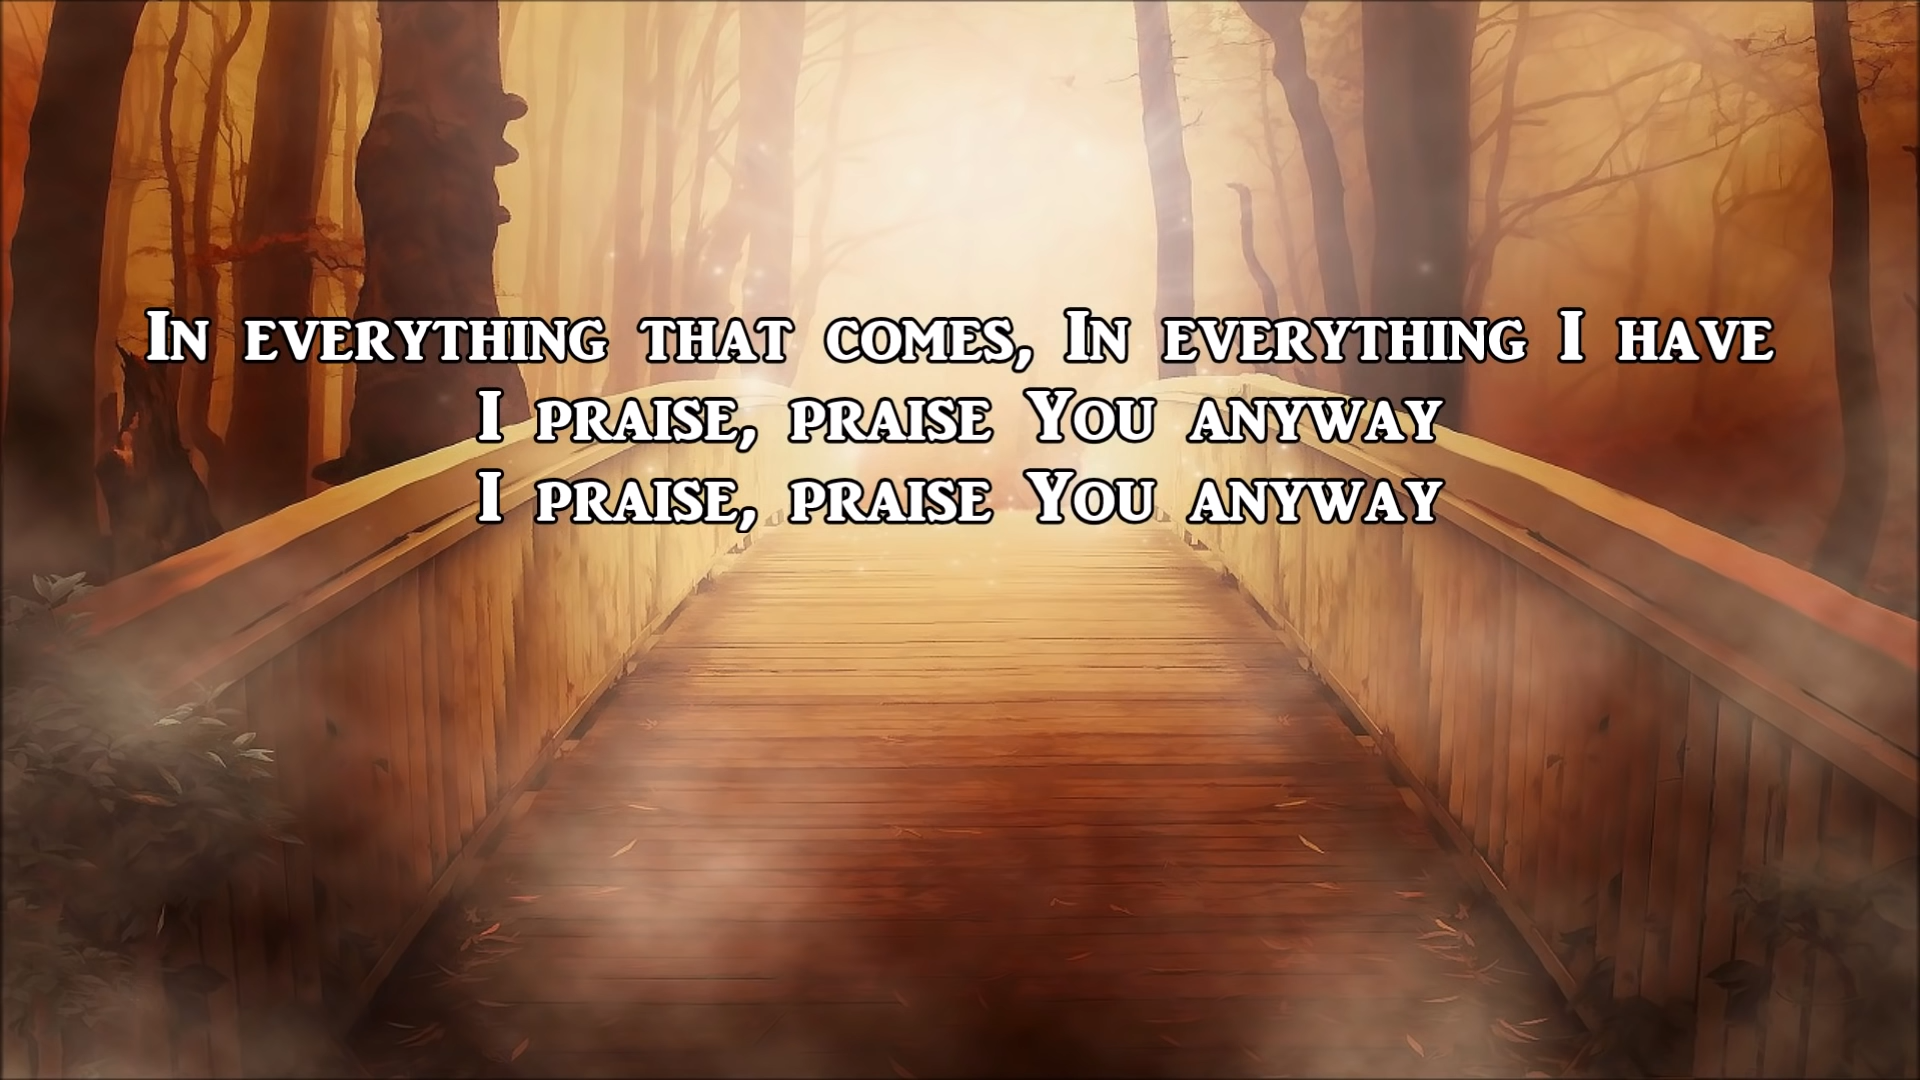 In everything that comes, In everything I have
I praise, praise You anyway
I praise, praise You anyway